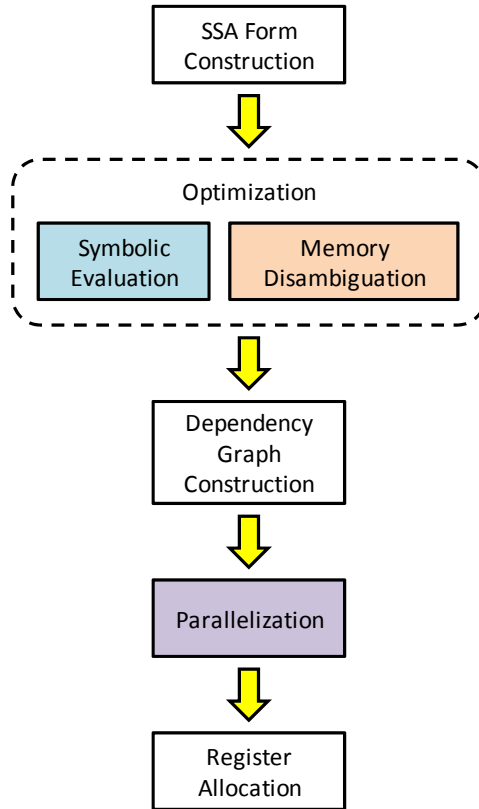 SSA Form
Construction
Optimization
Symbolic
Evaluation
Memory
Disambiguation
Dependency
Graph
Construction
Parallelization
Register
Allocation